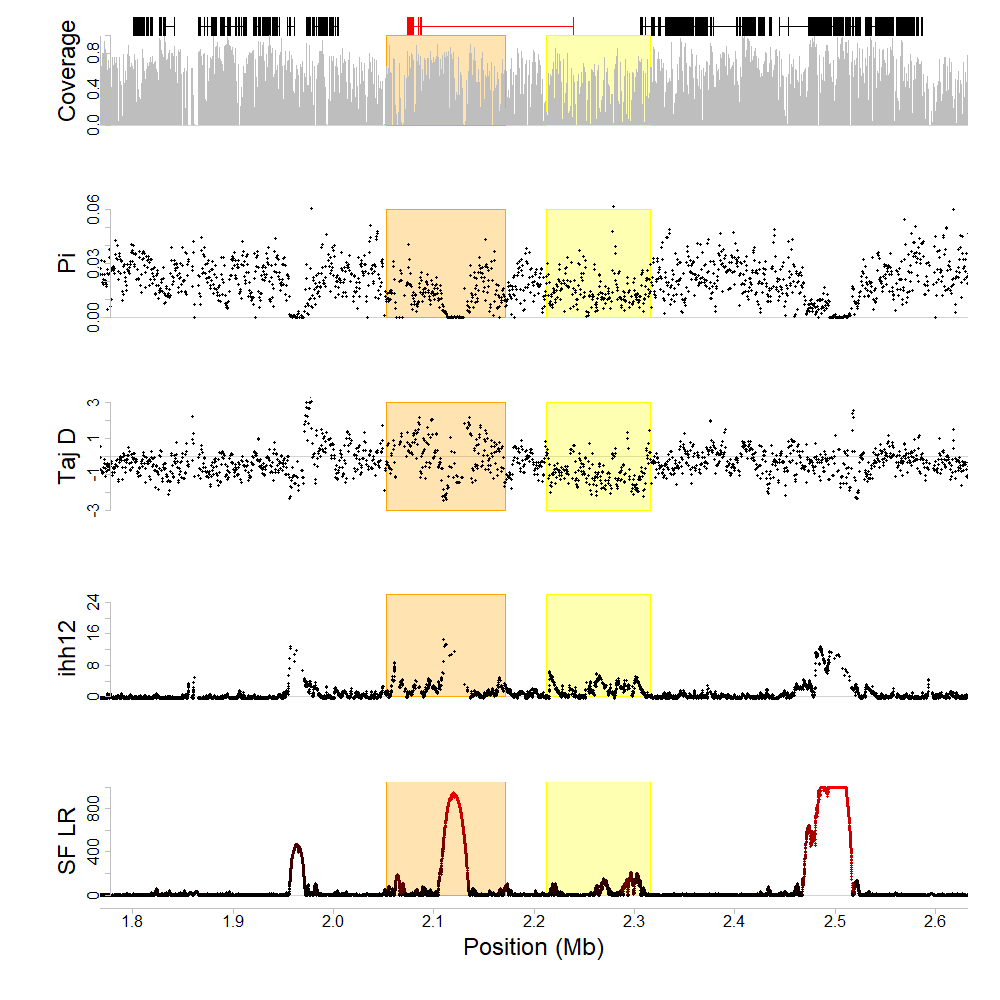 Coverage
0.0 0.4 0.8
Pi
0.00 0.03 0.06
Taj D
-3 -1 1 3
ihh12
0 8 16 24
SF LR
0 400 800
1.8 1.9 2.0 2.1 2.2 2.3 2.4 2.5 2.6
Position (Mb)